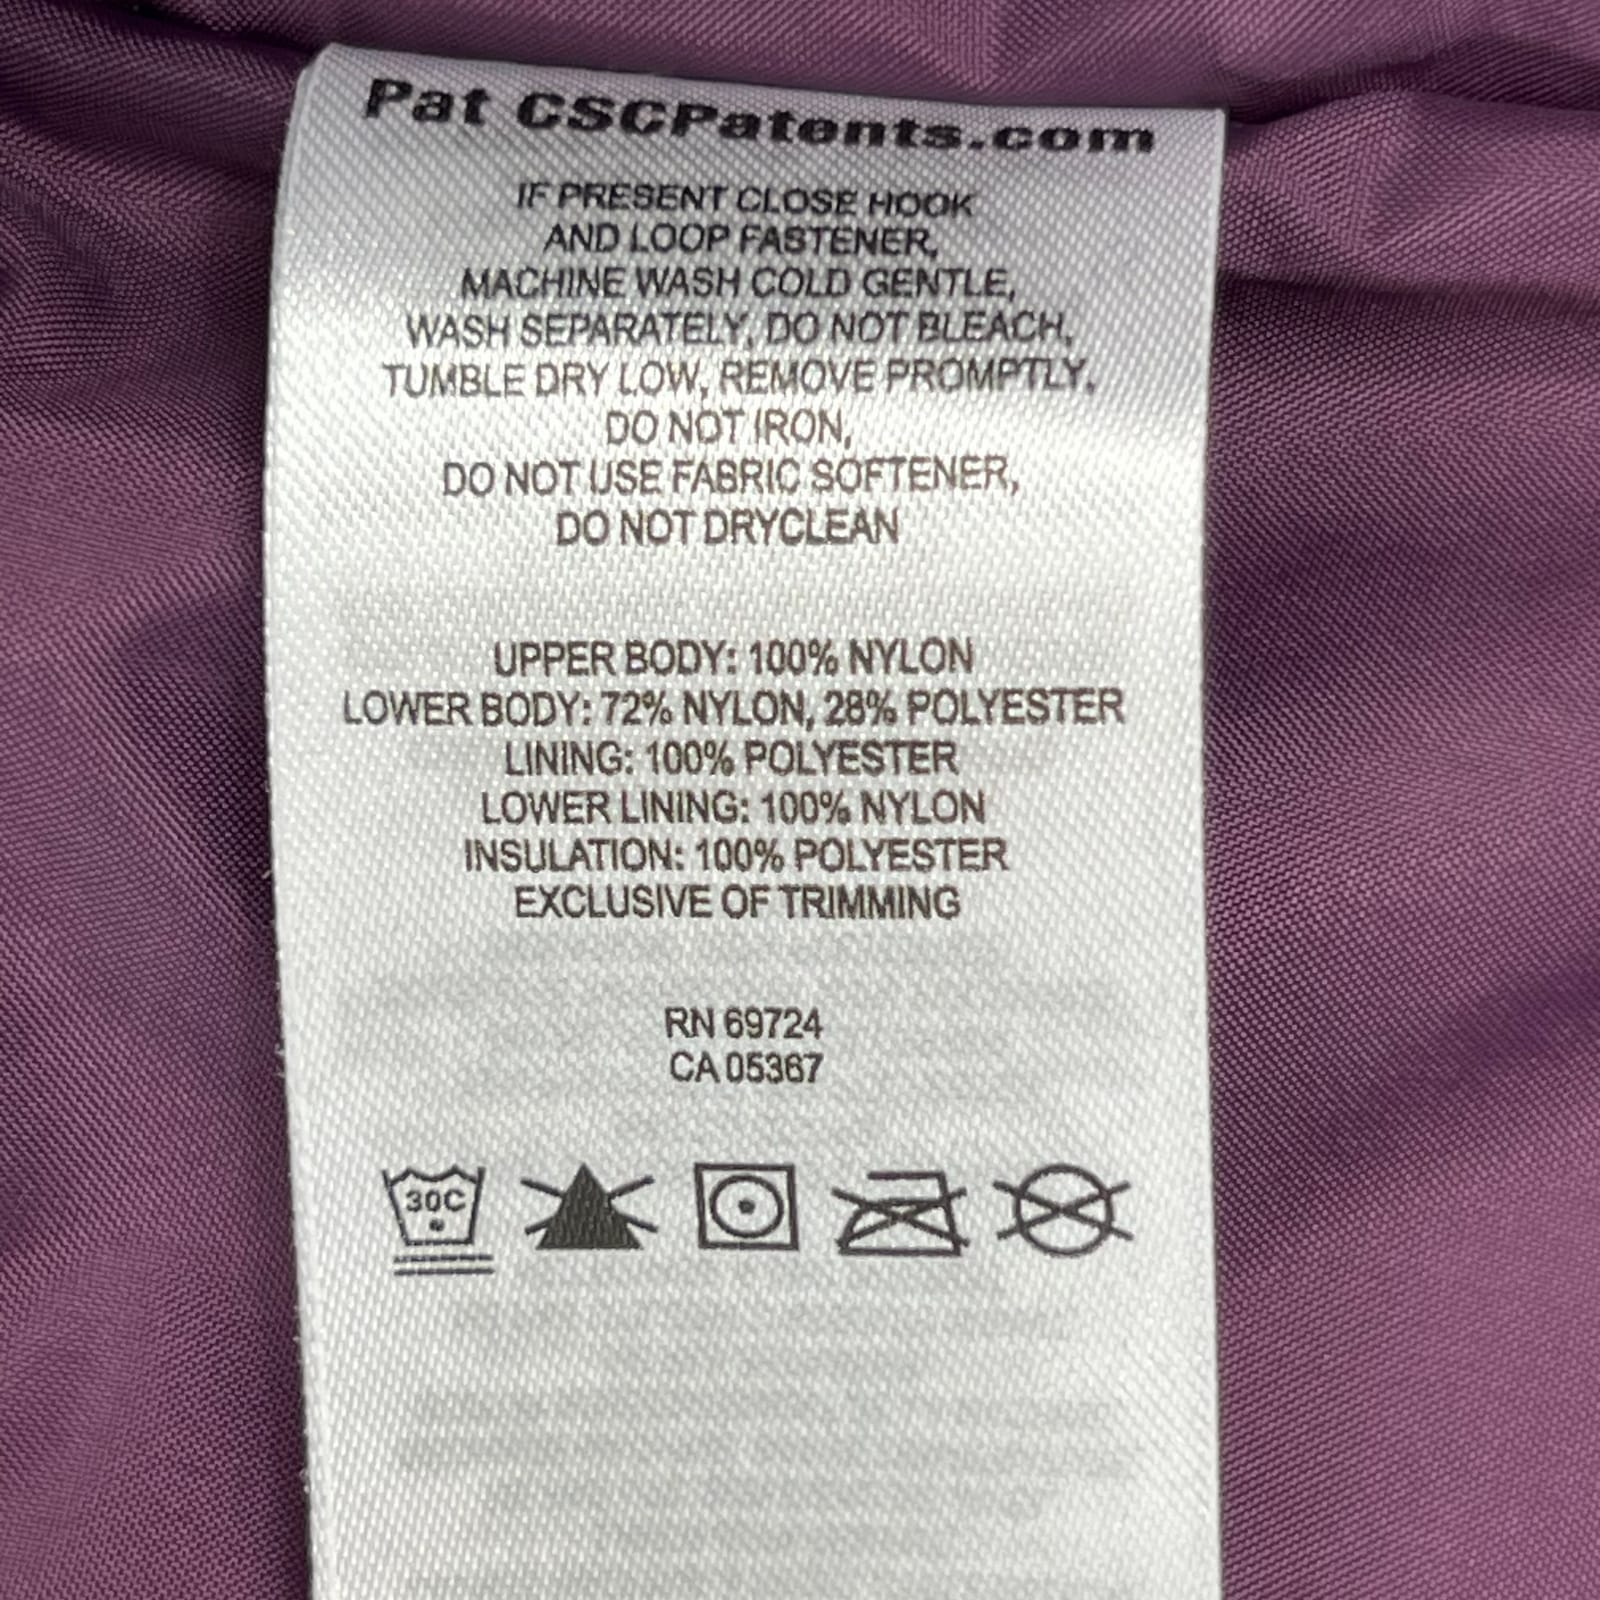 Pat CSCPatents.com
IF PRESENT CLOSE HOOK
AND LOOP FASTENER,
MACHINE WASH COLD GENTLE,
WASH SEPARATELY, DO NOT BLEACH,
TUMBLE DRY LOW, REMOVE PROMPTLY,
DO NOT IRON,
DO NOT USE FABRIC SOFTENER,
DO NOT DRYCLEAN
UPPER BODY: 100% NYLON
LOWER BODY: 72% NYLON, 28% POLYESTER
LINING: 100% POLYESTER
LOWER LINING: 100% NYLON
INSULATION: 100% POLYESTER
EXCLUSIVE OF TRIMMING
RN 69724
CA 05367
30C